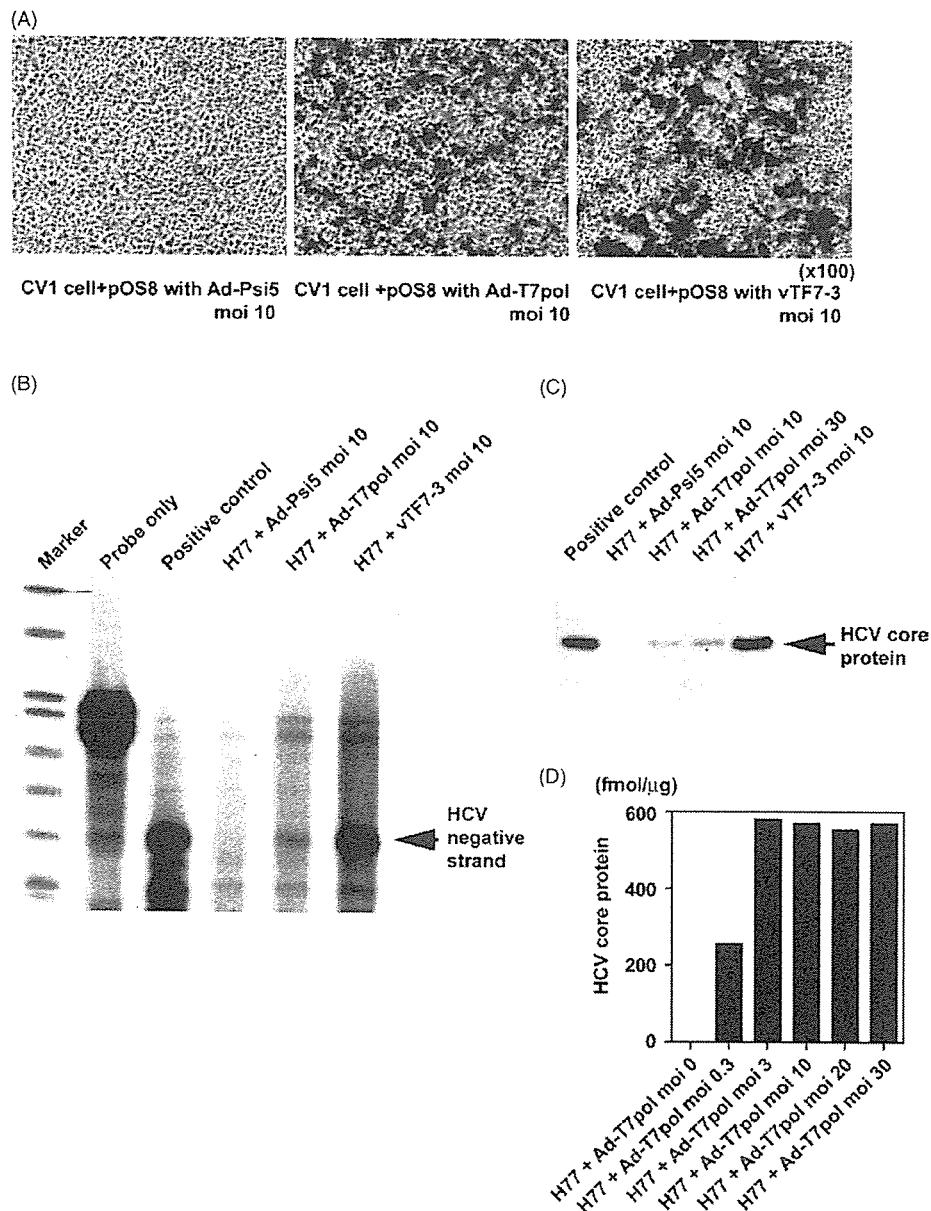 (A)
(x100)
CV1 cell+pOS8 with Ad-Psi5
moi 10
CV1 cell +pOS8 with Ad-T7pol
moi 10
CV1 cell+pOS8 with vTF7-3
moi 10
(B)
Marker
Probe only
Positive control
H77 + Ad-Psi5 moi 10
H77 + Ad-T7pol moi 10
H77 + vTF7-3 moi 10
HCV
negative
strand
(C)
Positive control
H77 + Ad-Psi5 moi 10
H77 + Ad-T7pol moi 10
H77 + Ad-T7pol moi 30
H77 + vTF7-3 moi 10
HCV core
protein
(D)
(fmol/μg)
HCV core protein
600
400
200
0
H77 + Ad-T7pol moi 0
H77 + Ad-T7pol moi 0.3
H77 + Ad-T7pol moi 3
H77 + Ad-T7pol moi 10
H77 + Ad-T7pol moi 20
H77 + Ad-T7pol moi 30